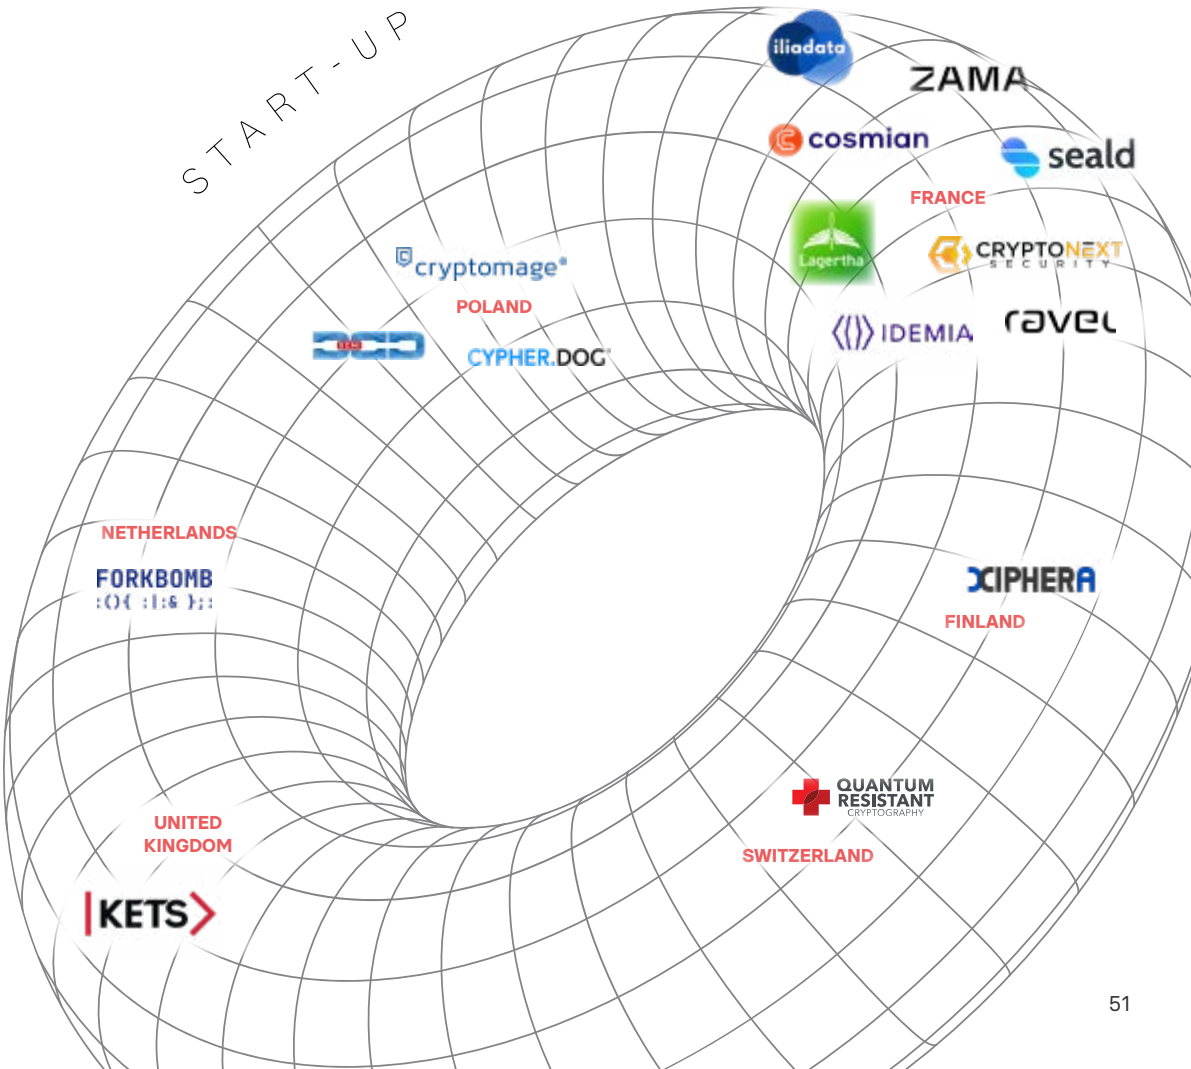 START-UP
iliadata
ZAMA
cosmian
seald
FRANCE
Lagertha
CRYPTONEXT
SECURITY
IDEMIA
ravel
cryptomage®
POLAND
CYPHER.DOG
NETHERLANDS
FORKBOMB
:(){ :|:& };:
XIPHERA
FINLAND
QUANTUM
RESISTANT
CRYPTOGRAPHY
SWITZERLAND
UNITED
KINGDOM
KETS
51